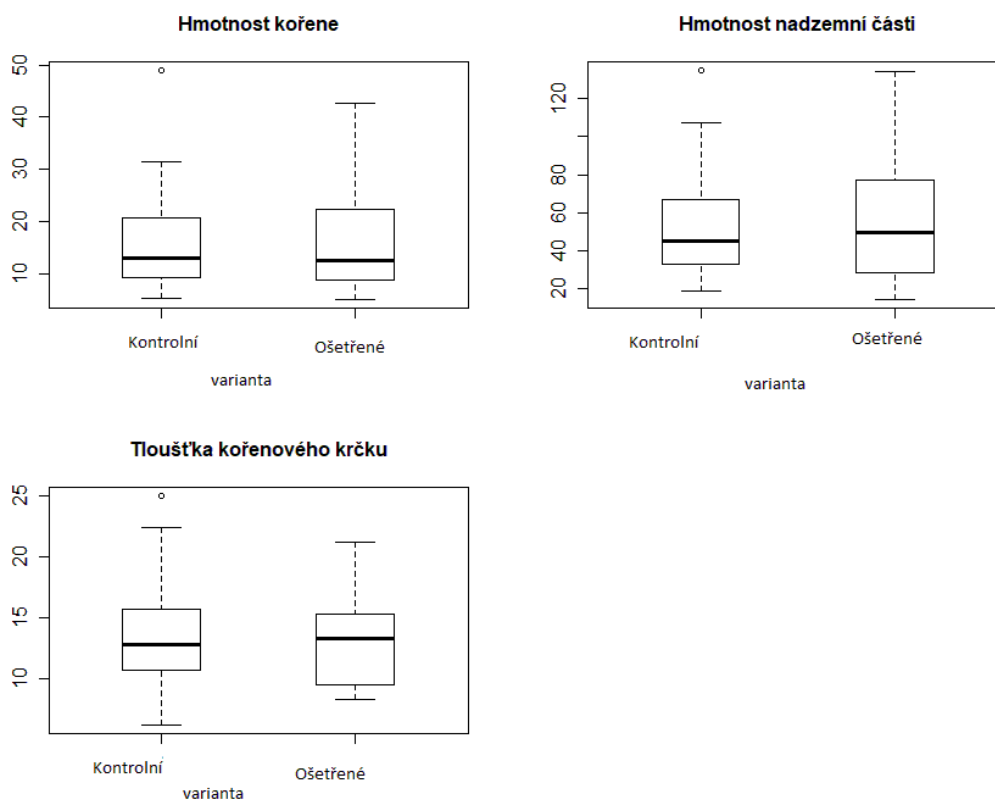 Hmotnost kořene
50
40
30
20
10
Kontrolní
Ošetřené
varianta
Hmotnost nadzemní části
120
80
60
40
20
Kontrolní
Ošetřené
varianta
Tloušťka kořenového krčku
25
20
15
10
Kontrolní
Ošetřené
varianta